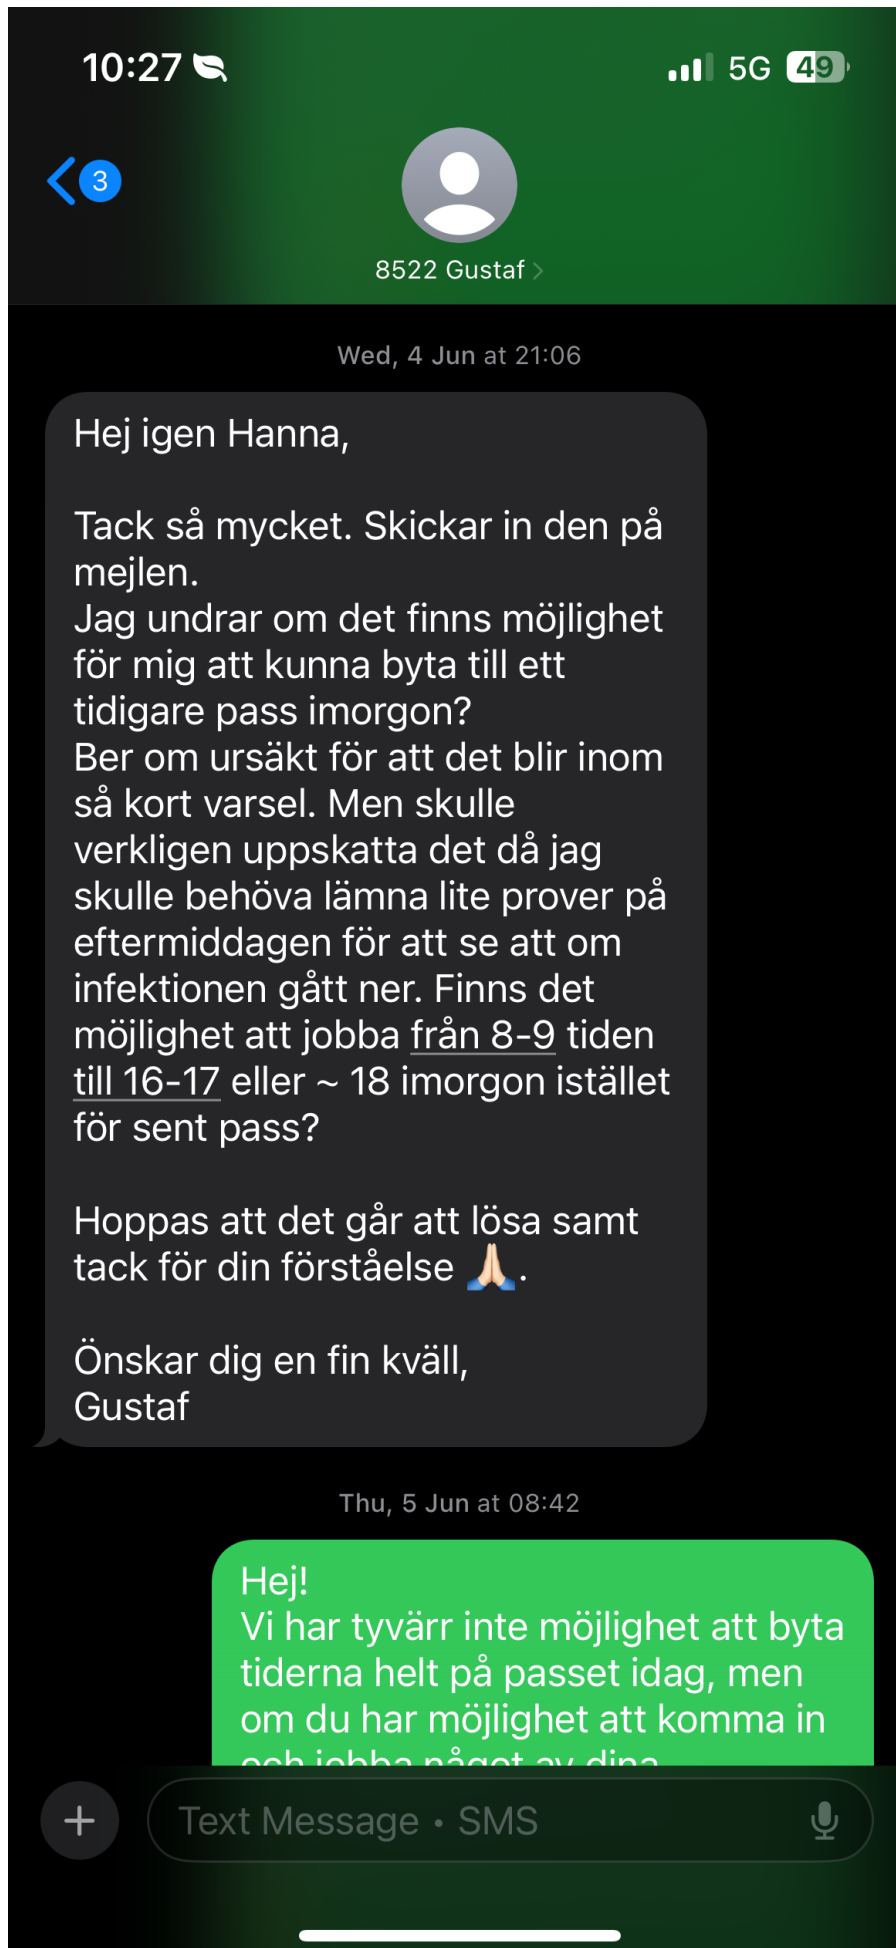 10:27
5G
49
3
8522 Gustaf
Wed, 4 Jun at 21:06
Hej igen Hanna,
Tack så mycket. Skickar in den på
mejlen.
Jag undrar om det finns möjlighet
för mig att kunna byta till ett
tidigare pass imorgon?
Ber om ursäkt för att det blir inom
så kort varsel. Men skulle
verkligen uppskatta det då jag
skulle behöva lämna lite prover på
eftermiddagen för att se att om
infektionen gått ner. Finns det
möjlighet att jobba från 8-9 tiden
till 16-17 eller ~ 18 imorgon istället
för sent pass?
Hoppas att det går att lösa samt
tack för din förståelse 🙏🏻.
Önskar dig en fin kväll,
Gustaf
Thu, 5 Jun at 08:42
Hej!
Vi har tyvärr inte möjlighet att byta
tiderna helt på passet idag, men
om du har möjlighet att komma in
och jobba något av dina
Text Message • SMS